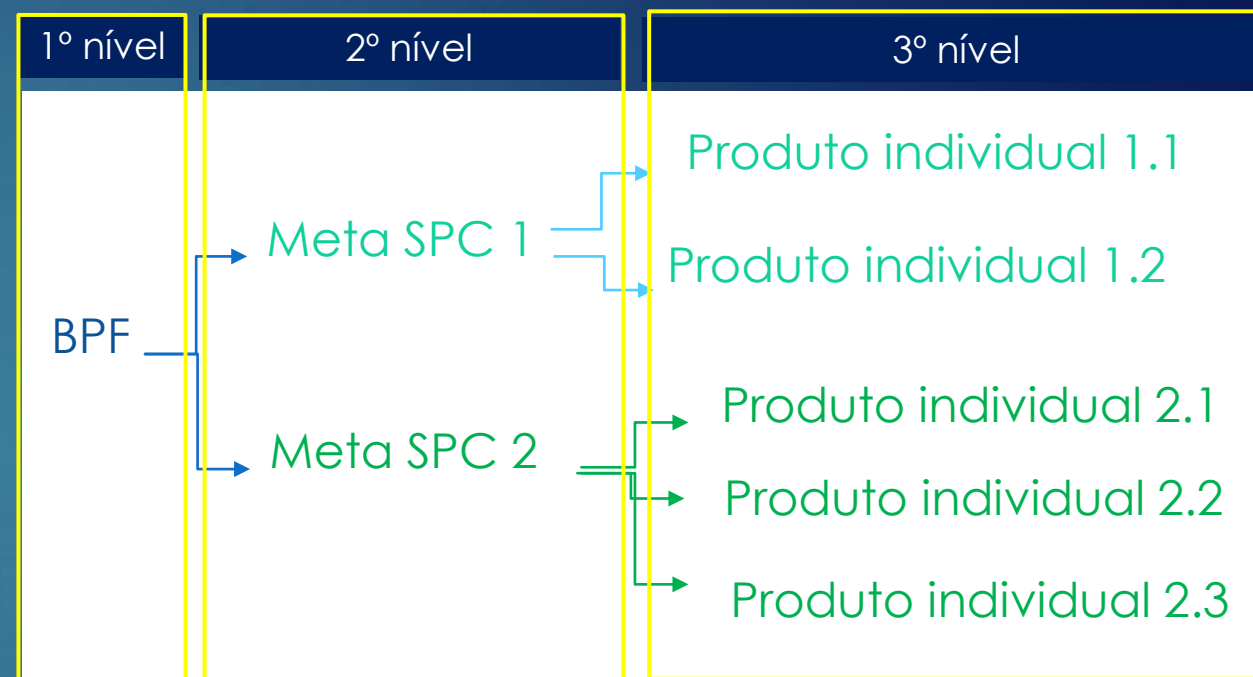 1º nível
2º nível
3º nível
Produto individual 1.1
Meta SPC 1
Produto individual 1.2
BPF
Produto individual 2.1
Meta SPC 2
Produto individual 2.2
Produto individual 2.3